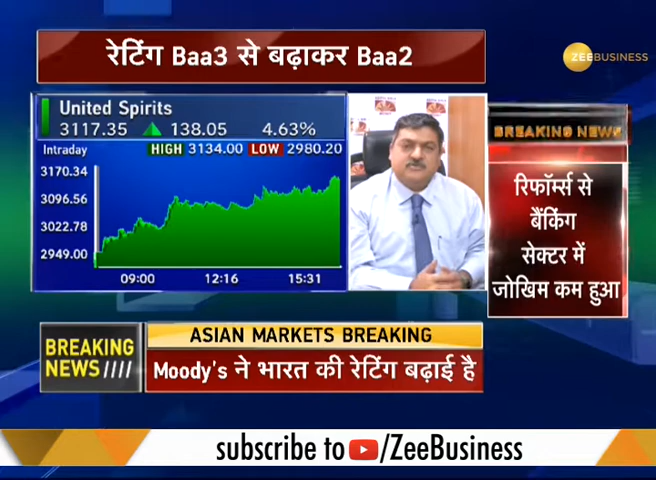 रेटिंग Baa3 से बढ़ाकर Baa2
ZEEBUSINESS
United Spirits
3117.35 138.05 4.63%
Intraday HIGH 3134.00 LOW 2980.20
3170.34
3096.56
3022.78
2949.00
09:00 12:16 15:31
BREAKING NEWS
रिफॉर्म्स से
बैंकिंग
सेक्टर में
जोखिम कम हुआ
BREAKING
NEWS ////
ASIAN MARKETS BREAKING
Moody's ने भारत की रेटिंग बढ़ाई है
subscribe to /ZeeBusiness